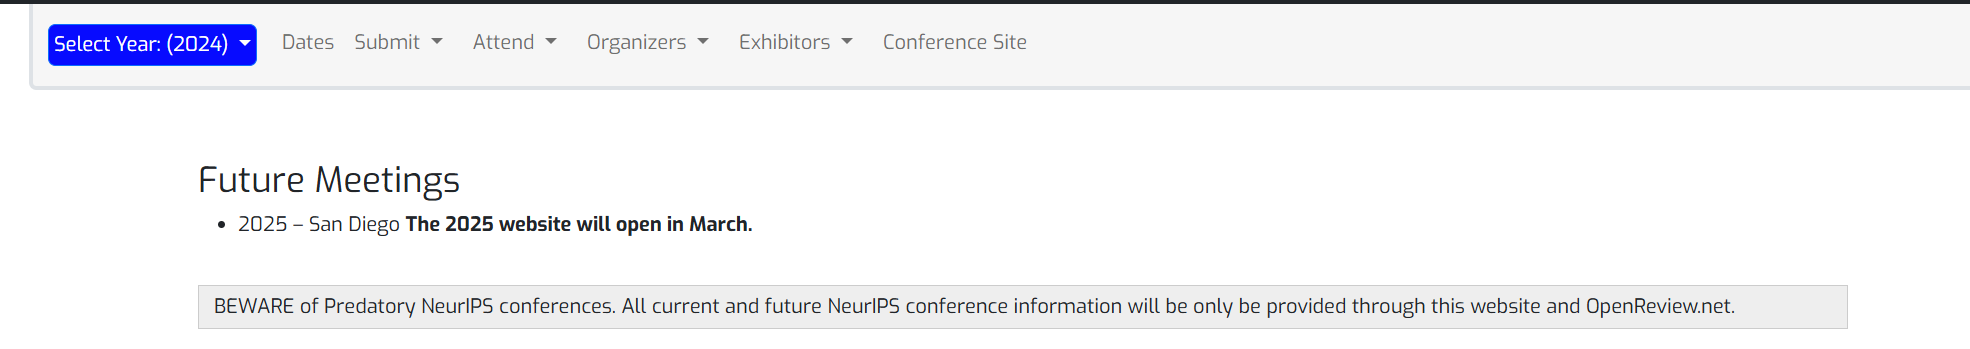 Select Year: (2024) Dates Submit Attend Organizers Exhibitors Conference Site
Future Meetings
2025 – San Diego The 2025 website will open in March.
BEWARE of Predatory NeurIPS conferences. All current and future NeurIPS conference information will be only be provided through this website and OpenReview.net.